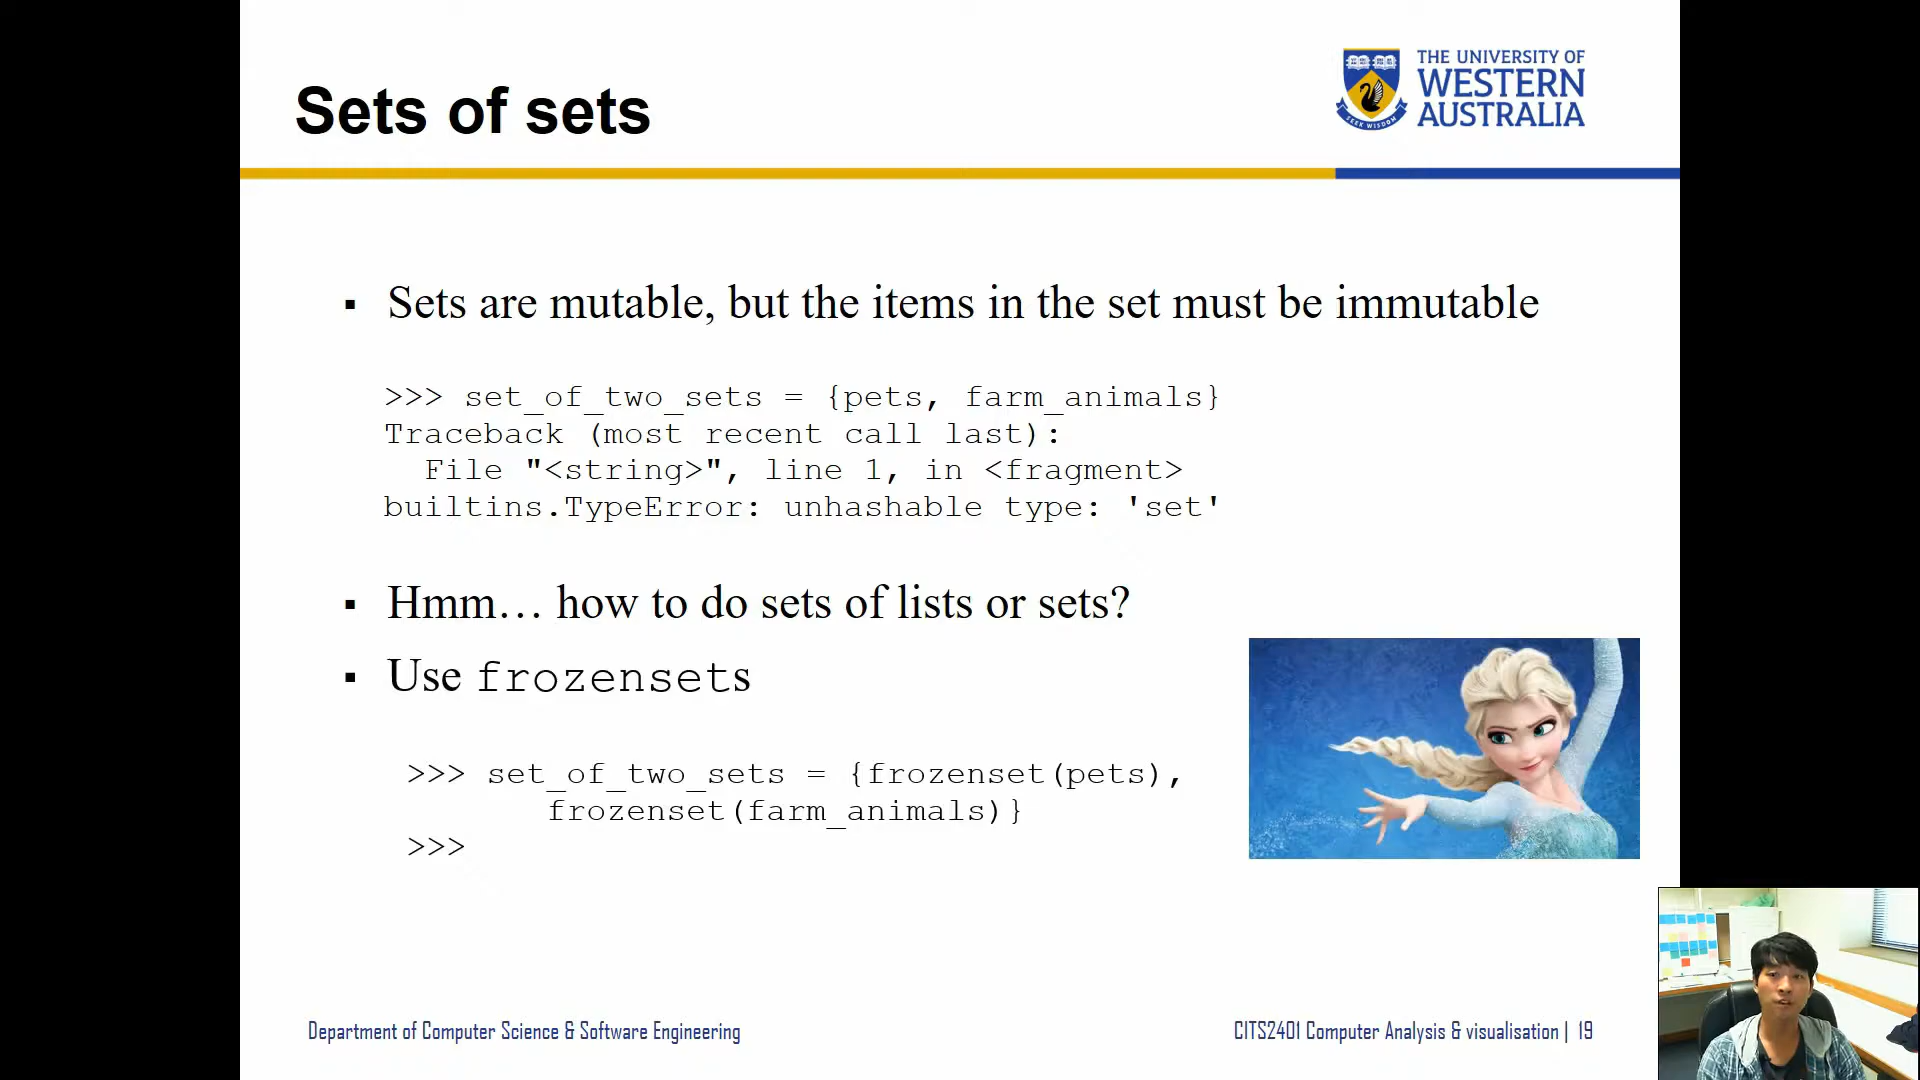 THE UNIVERSITY OF
WESTERN
AUSTRALIA
SEEK WISDOM
Sets of sets
▪ Sets are mutable, but the items in the set must be immutable
>>> set_of_two_sets = {pets, farm_animals}
Traceback (most recent call last):
File "<string>", line 1, in <fragment>
builtins.TypeError: unhashable type: 'set'
▪ Hmm… how to do sets of lists or sets?
▪ Use frozensets
>>> set_of_two_sets = {frozenset(pets),
frozenset(farm_animals)}
>>>
Department of Computer Science & Software Engineering
CITS2401 Computer Analysis & visualisation | 19